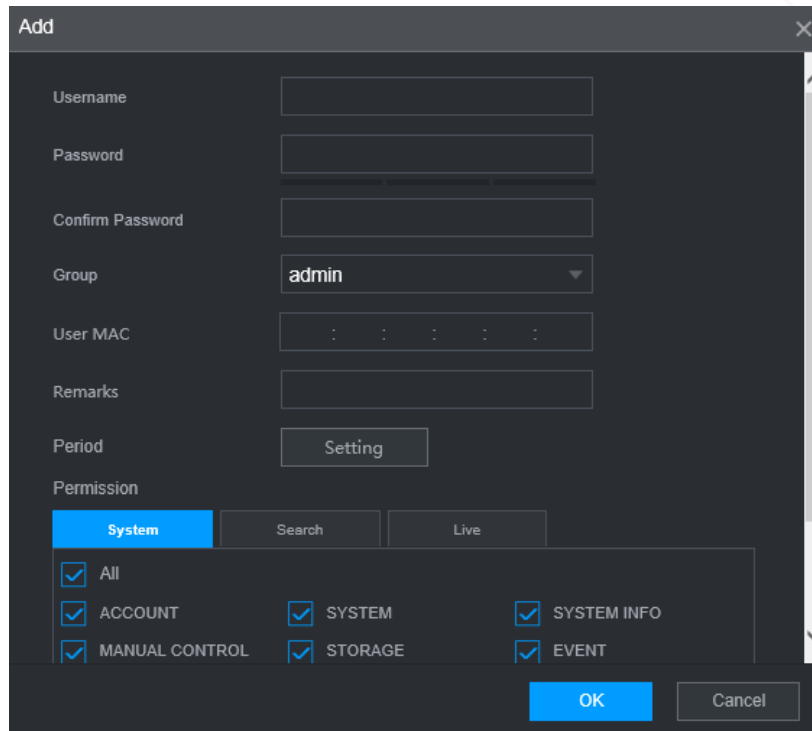 Add
Username
Password
Confirm Password
Group admin
User MAC : : : : :
Remarks
Period Setting
Permission
System Search Live
All
ACCOUNT SYSTEM SYSTEM INFO
MANUAL CONTROL STORAGE EVENT
OK Cancel